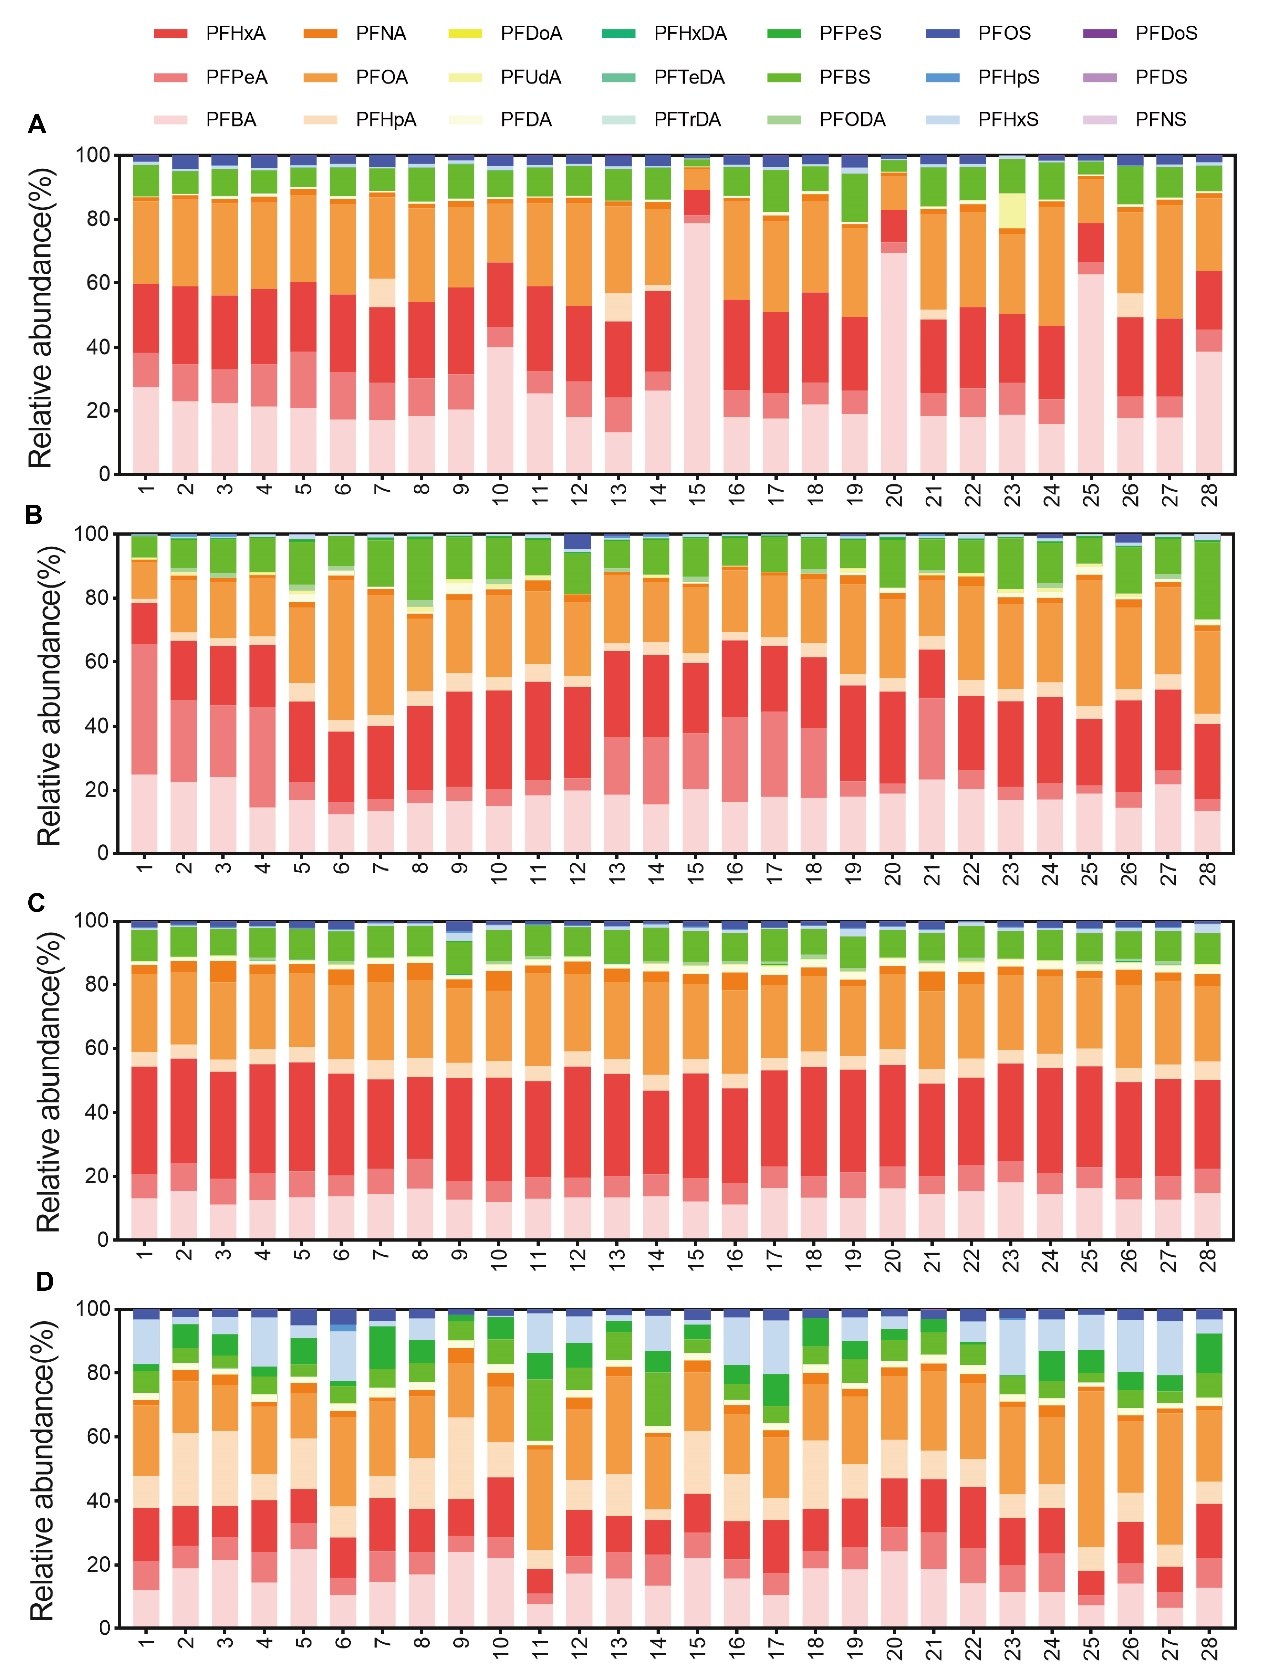 PFHxA PFNA PFDoA PFHxDA PFPeS PFOS PFDoS
PFPeA PFOA PFUdA PFTeDA PFBS PFHpS PFDS
PFBA PFHpA PFDA PFTrDA PFODA PFHxS PFNS
A
Relative abundance(%)
100
80
60
40
20
0
1 2 3 4 5 6 7 8 9 10 11 12 13 14 15 16 17 18 19 20 21 22 23 24 25 26 27 28
B
Relative abundance(%)
100
80
60
40
20
0
1 2 3 4 5 6 7 8 9 10 11 12 13 14 15 16 17 18 19 20 21 22 23 24 25 26 27 28
C
Relative abundance(%)
100
80
60
40
20
0
1 2 3 4 5 6 7 8 9 10 11 12 13 14 15 16 17 18 19 20 21 22 23 24 25 26 27 28
D
Relative abundance(%)
100
80
60
40
20
0
1 2 3 4 5 6 7 8 9 10 11 12 13 14 15 16 17 18 19 20 21 22 23 24 25 26 27 28